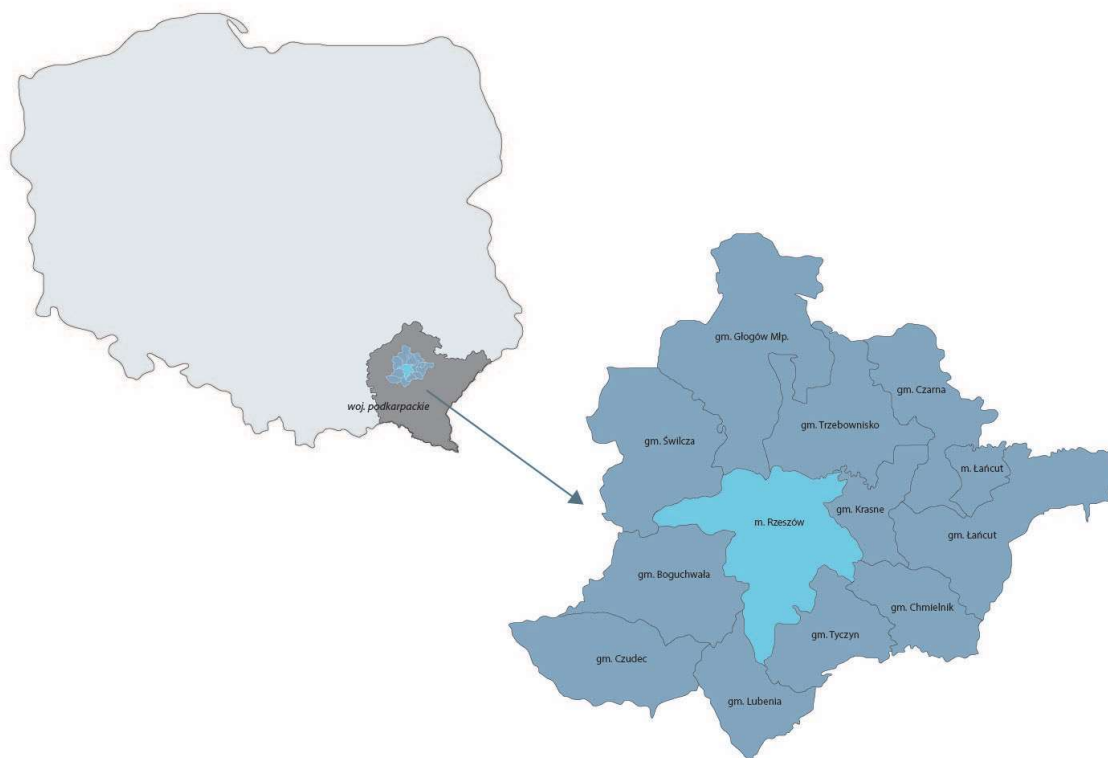 woj. podkarpackie
gm. Głogów Młp.
gm. Czarna
gm. Trzebownisko
gm. Świlcza
m. Łańcut
gm. Krasne
m. Rzeszów
gm. Łańcut
gm. Boguchwała
gm. Chmielnik
gm. Tyczyn
gm. Czudec
gm. Lubenia